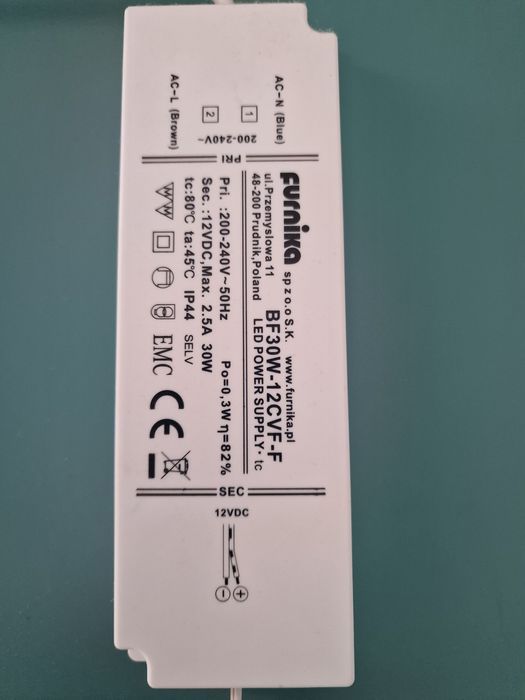 AC-N (Blue)
1
2
AC-L (Brown)
200-240V~
PRI
FURNIKA sp z o.o S.K. www.furnika.pl
ul.Przemyslowa 11
48-200 Prudnik,Poland
BF30W-12CVF-F
LED POWER SUPPLY • tc
Pri. :200-240V~50Hz
Po=0,3W η=82%
Sec. :12VDC,Max. 2.5A 30W
tc:80℃ ta:45℃ IP44 SELV
EMC CE
SEC
12VDC
+
-